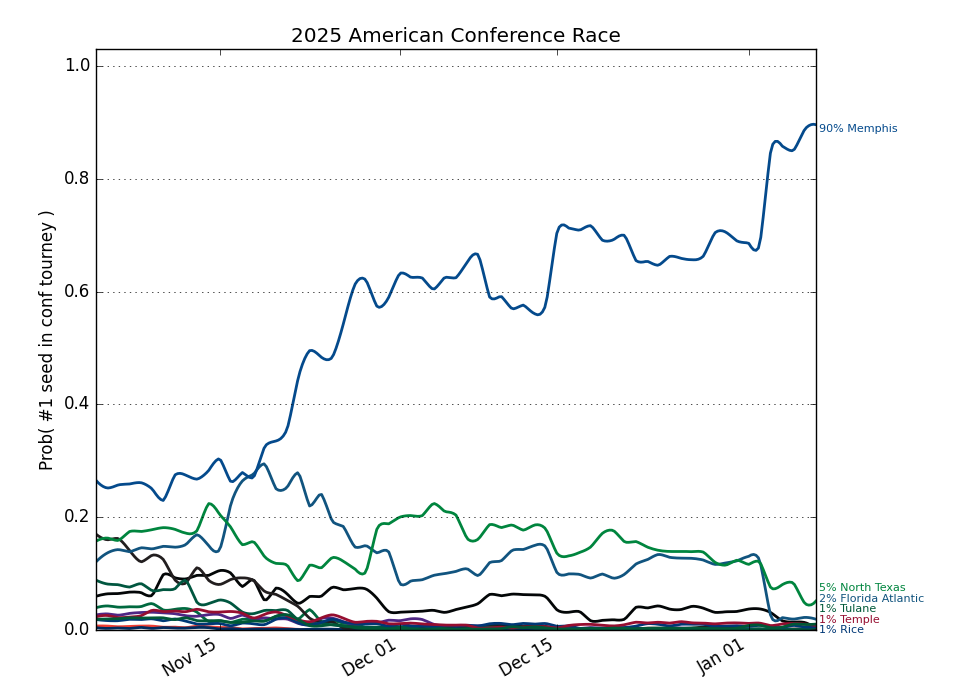 2025 American Conference Race
Prob( #1 seed in conf tourney )
1.0
0.8
0.6
0.4
0.2
0.0
Nov 15
Dec 01
Dec 15
Jan 01
90% Memphis
5% North Texas
2% Florida Atlantic
1% Tulane
1% Temple
1% Rice